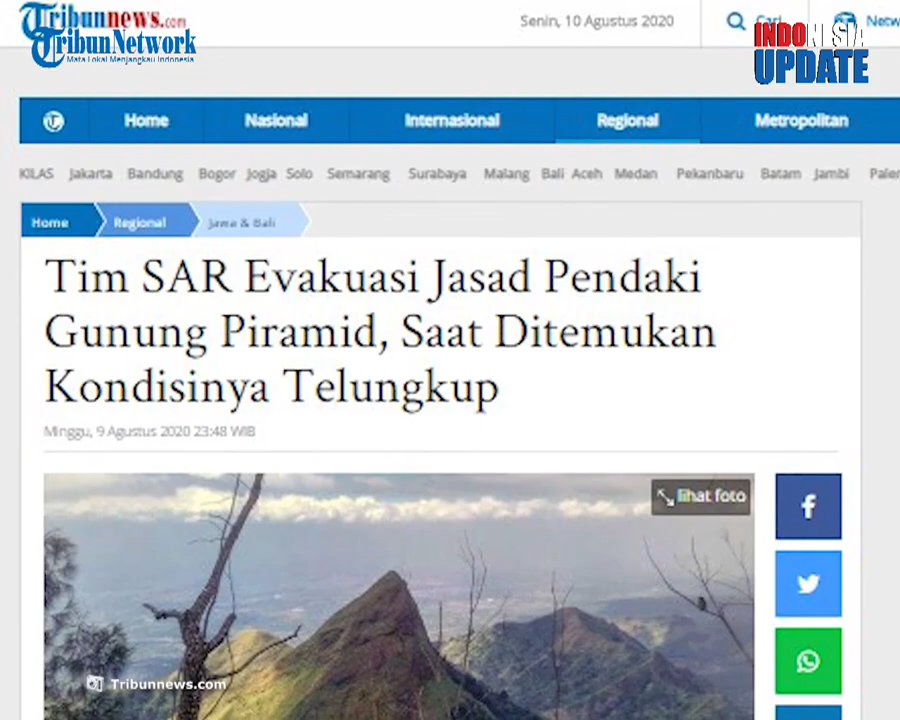 Tribunnews.com
TribunNetwork
Mata Lokal Menjangkau Indonesia
Senin, 10 Agustus 2020
Cari
Netw
INDONESIA
UPDATE
Home Nasional Internasional Regional Metropolitan
KILAS Jakarta Bandung Bogor Jogja Solo Semarang Surabaya Malang Bali Aceh Medan Pekanbaru Batam Jambi Pale
Home Regional Jawa & Bali
Tim SAR Evakuasi Jasad Pendaki
Gunung Piramid, Saat Ditemukan
Kondisinya Telungkup
Minggu, 9 Agustus 2020 23:48 WIB
lihat foto
Tribunnews.com